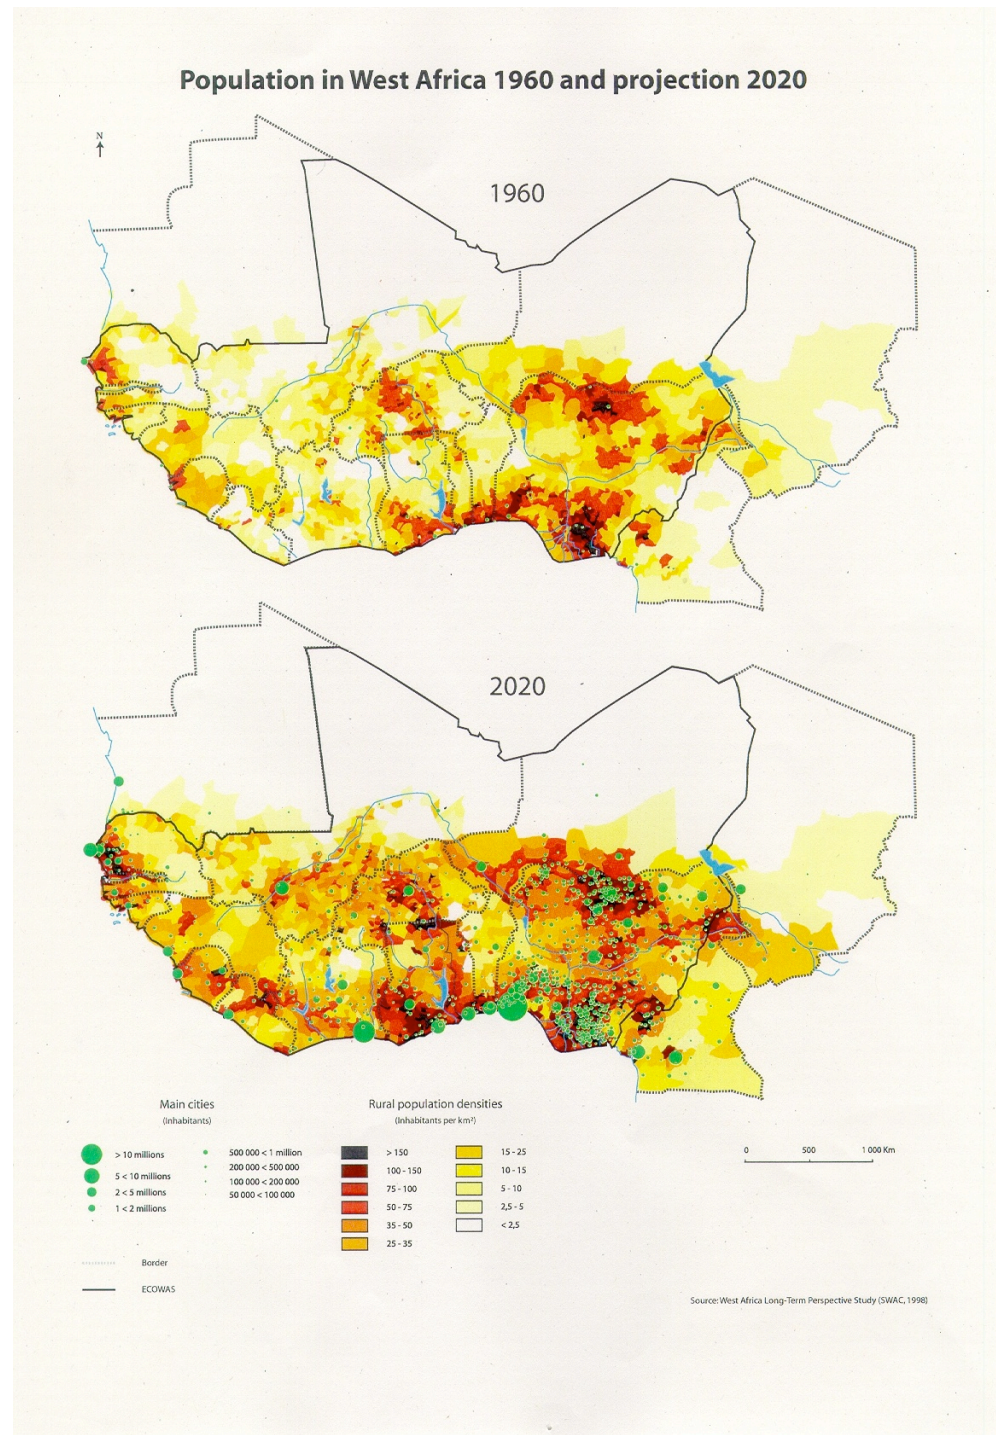 Population in West Africa 1960 and projection 2020
N
1960
2020
Main cities
(Inhabitants)
> 10 millions
5 < 10 millions
2 < 5 millions
1 < 2 millions
500 000 < 1 million
200 000 < 500 000
100 000 < 200 000
50 000 < 100 000
Rural population densities
(Inhabitants per km²)
> 150
100 - 150
75 - 100
50 - 75
35 - 50
25 - 35
15 - 25
10 - 15
5 - 10
2,5 - 5
< 2,5
0 500 1 000 Km
Border
ECOWAS
Source: West Africa Long-Term Perspective Study (SWAC, 1998)